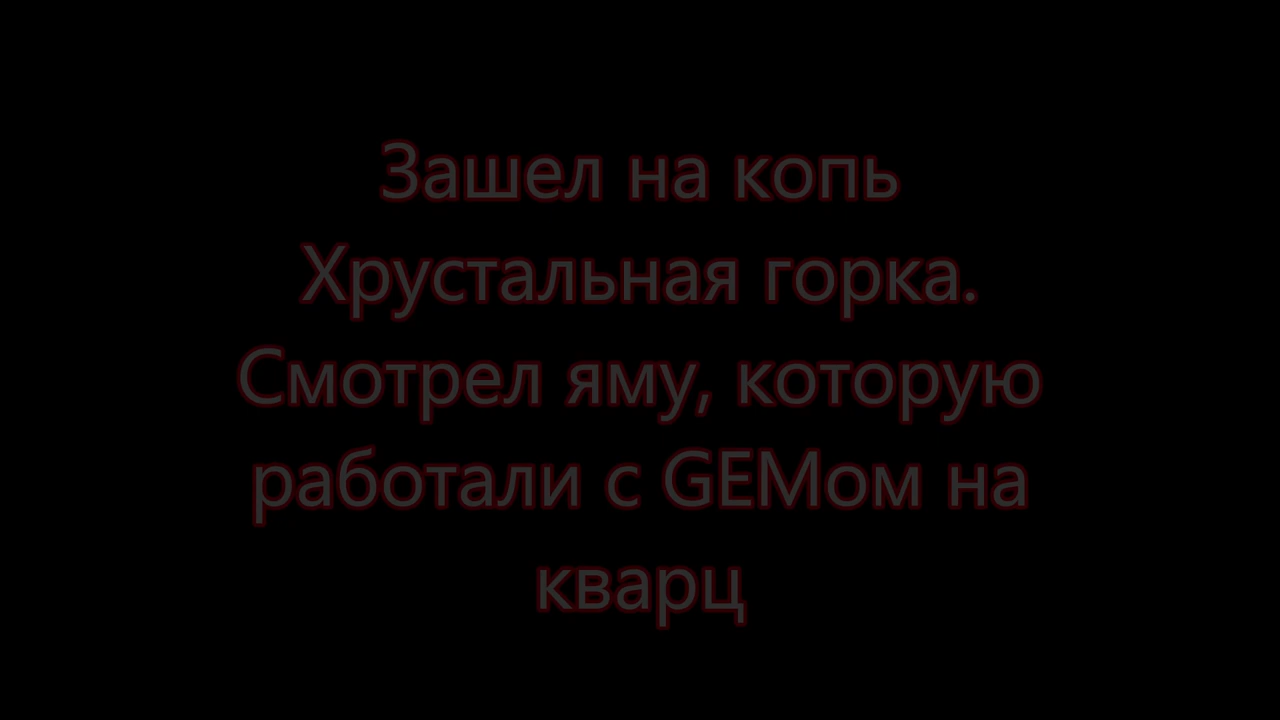 Зашел на копь
Хрустальная горка.
Смотрел яму, которую
работали с GEMом на
кварц